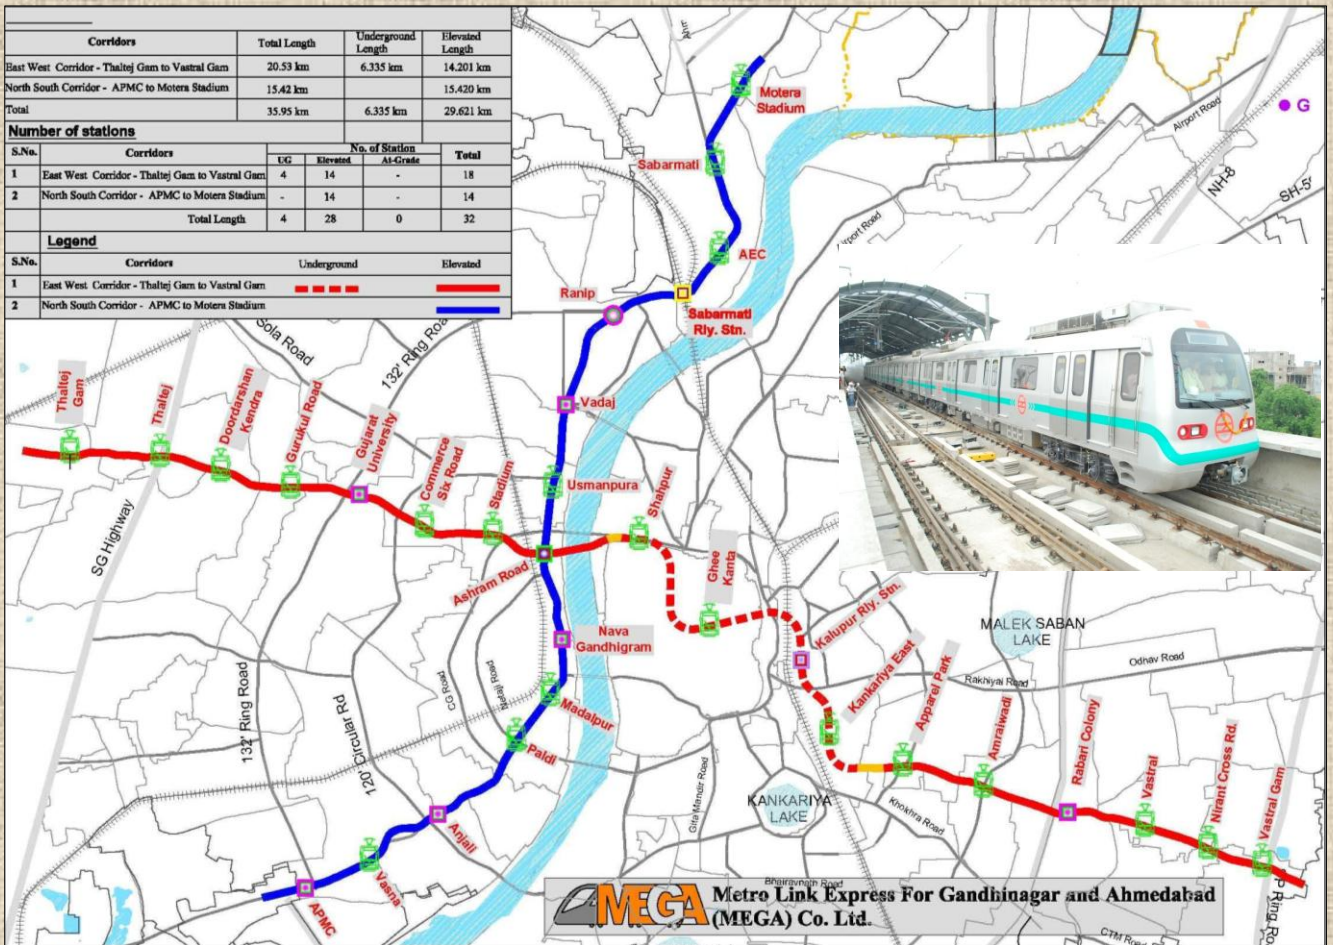 Corridors Total Length Underground Length Elevated Length
East West Corridor - Thaltej Gam to Vastral Gam 20.53 km 6.335 km 14.201 km
North South Corridor - APMC to Motera Stadium 15.42 km 15.420 km
Total 35.95 km 6.335 km 29.621 km
Number of stations
S.No. Corridors No. of Station Total
UG Elevated At-Grade
1 East West Corridor - Thaltej Gam to Vastral Gam 4 14 - 18
2 North South Corridor - APMC to Motera Stadium - 14 - 14
Total Length 4 28 0 32
Legend
S.No. Corridors Underground Elevated
1 East West Corridor - Thaltej Gam to Vastral Gam
2 North South Corridor - APMC to Motera Stadium
Motera
Stadium
Sabarmati
AEC
Ranip
Sabarmati
Rly. Stn.
Airport Road
G
NH-8
Sola Road
132' Ring Road
Thaltej
Gam
Thaltej
Doordarshan
Kendra
Gurukul Road
Gujarat
University
Commerce
Six Road
Stadium
Vadaj
Usmanpura
Shahpur
Ghee
Kanta
Ashram Road
Nava
Gandhigram
Kalupur Rly. Stn.
Kankariya East
Apparel Park
Amraiwadi
Rabari Colony
Vastral
Nirant Cross Rd.
Vastral Gam
MALEK SABAN
LAKE
Odhav Road
Rakhiyal Road
SG Highway
132' Ring Road
120' Circular Rd
CG Road
Netaji Road
Madalpur
Paldi
Anjali
Vasna
APMC
Gita Mandir Road
KANKARIYA
LAKE
Khokhra Road
Bhairavnath Road
MEGA
Metro Link Express For Gandhinagar and Ahmedabad
(MEGA) Co. Ltd.